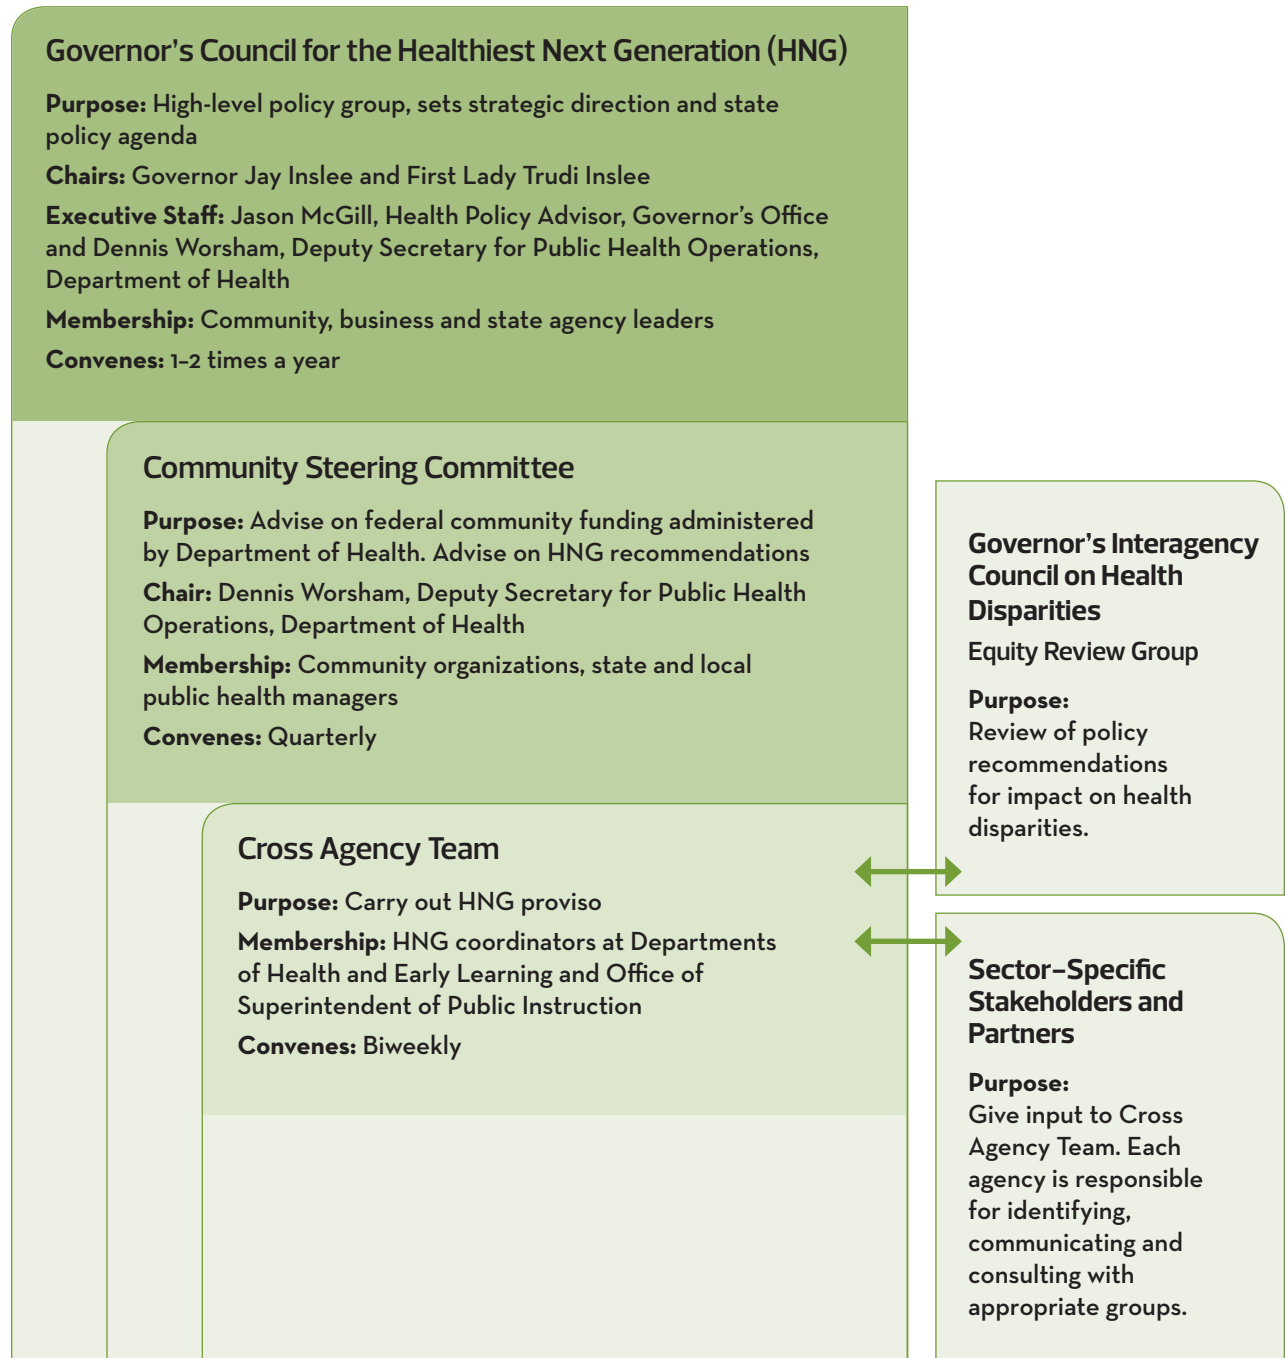 Governor’s Council for the Healthiest Next Generation (HNG)
Purpose: High-level policy group, sets strategic direction and state
policy agenda
Chairs: Governor Jay Inslee and First Lady Trudi Inslee
Executive Staff: Jason McGill, Health Policy Advisor, Governor’s Office
and Dennis Worsham, Deputy Secretary for Public Health Operations,
Department of Health
Membership: Community, business and state agency leaders
Convenes: 1–2 times a year
Community Steering Committee
Purpose: Advise on federal community funding administered
by Department of Health. Advise on HNG recommendations
Chair: Dennis Worsham, Deputy Secretary for Public Health
Operations, Department of Health
Membership: Community organizations, state and local
public health managers
Convenes: Quarterly
Cross Agency Team
Purpose: Carry out HNG proviso
Membership: HNG coordinators at Departments
of Health and Early Learning and Office of
Superintendent of Public Instruction
Convenes: Biweekly
Governor’s Interagency
Council on Health
Disparities
Equity Review Group
Purpose:
Review of policy
recommendations
for impact on health
disparities.
Sector–Specific
Stakeholders and
Partners
Purpose:
Give input to Cross
Agency Team. Each
agency is responsible
for identifying,
communicating and
consulting with
appropriate groups.